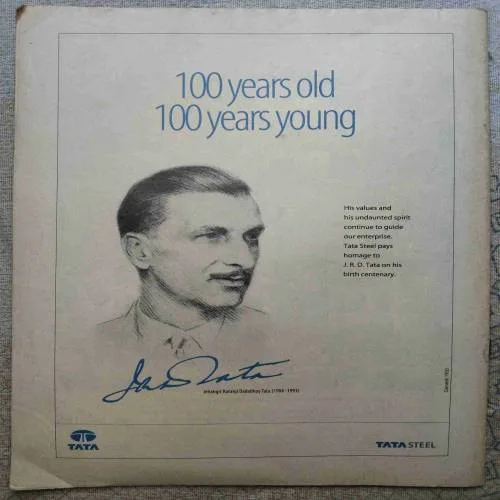 100 years old
100 years young
His values and
his undaunted spirit
continue to guide
our enterprise.
Tata Steel pays
homage to
J. R. D. Tata on his
birth centenary.
Jehangir Ratanji Dadabhoy Tata (1904 - 1993)
TATA
TATA STEEL